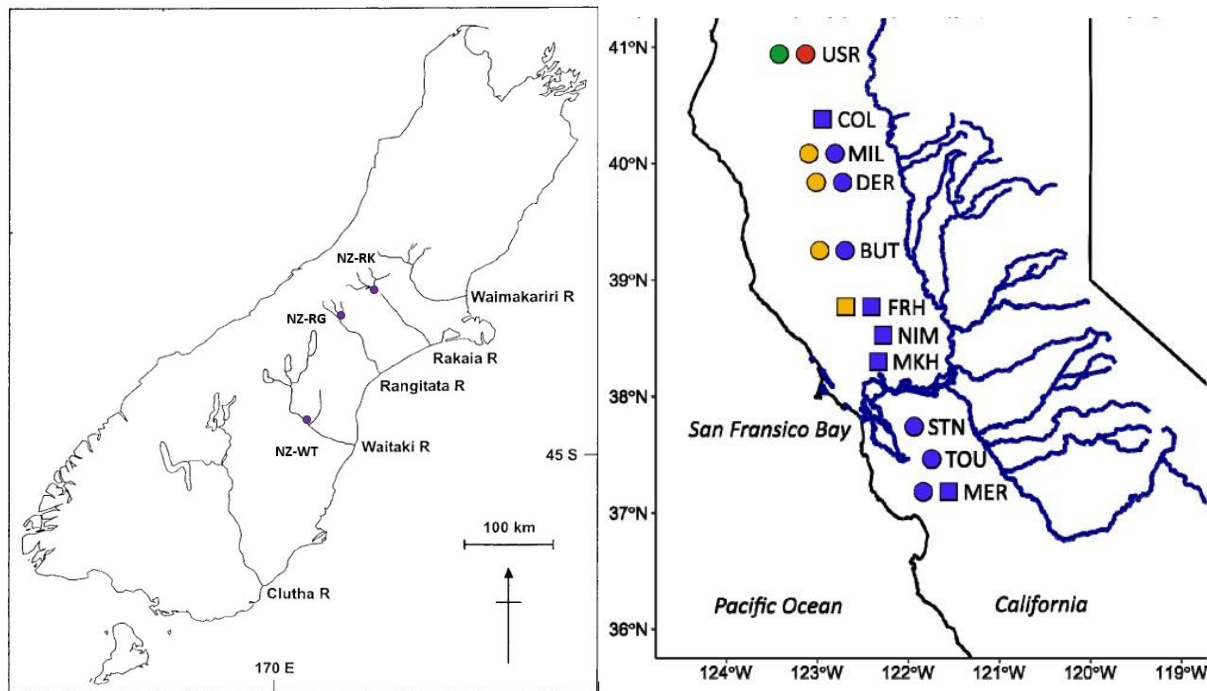 NZ-RK
Waimakariri R
NZ-RG
Rakaia R
Rangitata R
NZ-WT
Waitaki R
45 S
100 km
Clutha R
170 E
41°N
USR
COL
40°N
MIL
DER
39°N
BUT
FRH
NIM
MKH
38°N
San Fransico Bay
STN
TOU
37°N
MER
Pacific Ocean
California
36°N
124°W
123°W
122°W
121°W
120°W
119°W